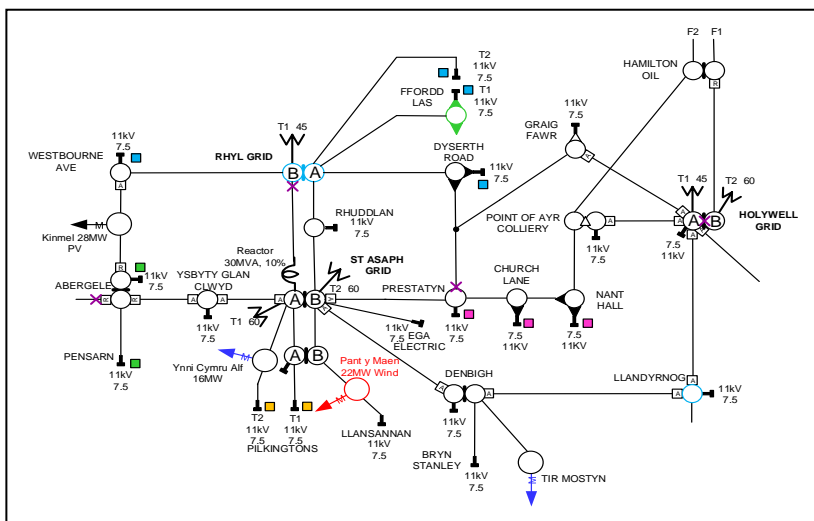 F2 F1
HAMILTON
OIL
R
T2
11kV
7.5
T1
11kV
7.5
FFORDD
LAS
11kV
7.5
GRAIG
FAWR
A
T1 45
RHYL GRID
B A
11kV
7.5
WESTBOURNE
AVE
A
DYSERTH
ROAD
11kV
7.5
T1 45
T2 60
A B
HOLYWELL
GRID
A
A
A
7.5
11kV
POINT OF AYR
COLLIERY
A
11kV
7.5
RHUDDLAN
11kV
7.5
M
Kinmel 28MW
PV
Reactor
30MVA, 10%
ST ASAPH
GRID
T2 60
R
11kV
7.5
ABERGELE
YSBYTY GLAN
CLWYD
A
A
11kV
7.5
A
A B
T1 60
PRESTATYN
11kV
7.5
CHURCH
LANE
7.5
11KV
NANT
HALL
7.5
11KV
EGA
ELECTRIC
11kV
7.5
PENSARN
11kV
7.5
M
Ynni Cymru Alf
16MW
A B
Pant y Maen
22MW Wind
M
T2
11kV
7.5
T1
11kV
7.5
PILKINGTONS
LLANSANNAN
11kV
7.5
DENBIGH
A
A
11kV
7.5
BRYN
STANLEY
11kV
7.5
TIR MOSTYN
M
LLANDYRNOG
A
A
11kV
7.5